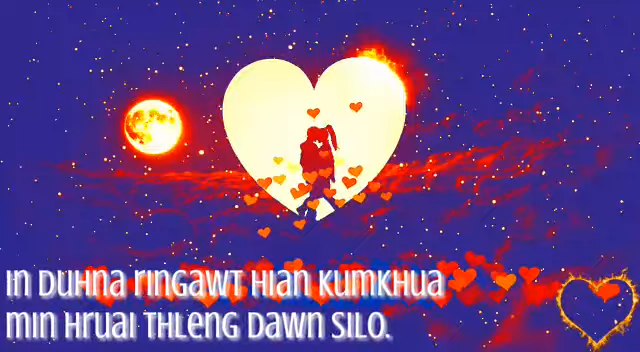 In duhna ringawt hian kumkhua
min hruai thleng dawn silo.